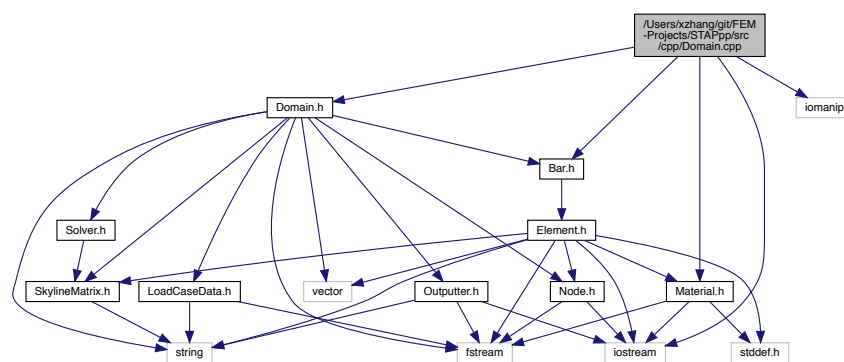 /Users/xzhang/git/FEM
-Projects/STAPpp/src
/cpp/Domain.cpp
Domain.h
iomanip
Bar.h
Solver.h
Element.h
SkylineMatrix.h
LoadCaseData.h
vector
Outputter.h
Node.h
Material.h
string
fstream
iostream
stddef.h